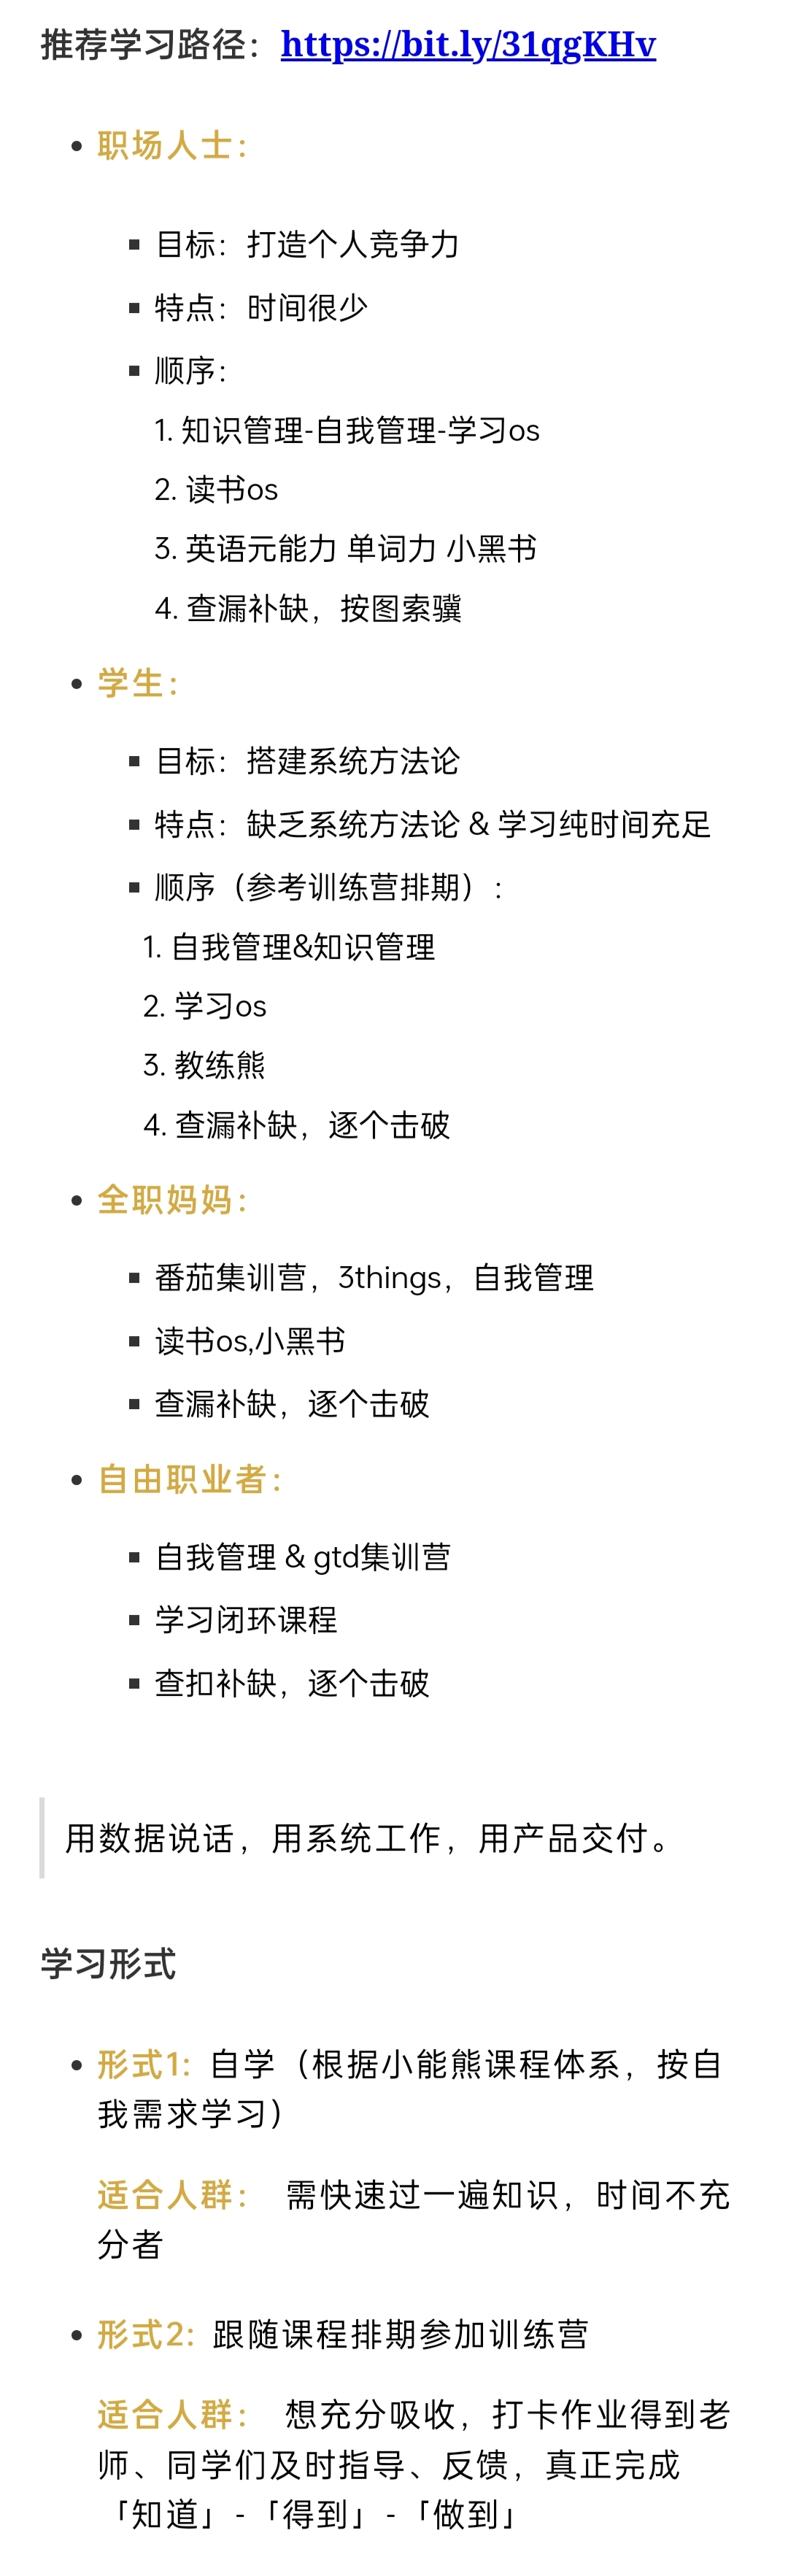 推荐学习路径：https://bit.ly/31qgKHv
职场人士：
目标：打造个人竞争力
特点：时间很少
顺序：
1. 知识管理-自我管理-学习os
2. 读书os
3. 英语元能力 单词力 小黑书
4. 查漏补缺，按图索骥
学生：
目标：搭建系统方法论
特点：缺乏系统方法论 & 学习纯时间充足
顺序（参考训练营排期）：
1. 自我管理&知识管理
2. 学习os
3. 教练熊
4. 查漏补缺，逐个击破
全职妈妈：
番茄集训营，3things，自我管理
读书os,小黑书
查漏补缺，逐个击破
自由职业者：
自我管理 & gtd集训营
学习闭环课程
查扣补缺，逐个击破
用数据说话，用系统工作，用产品交付。
学习形式
形式1：自学（根据小能熊课程体系，按自
我需求学习）
适合人群： 需快速过一遍知识，时间不充
分者
形式2：跟随课程排期参加训练营
适合人群： 想充分吸收，打卡作业得到老
师、同学们及时指导、反馈，真正完成
「知道」-「得到」-「做到」